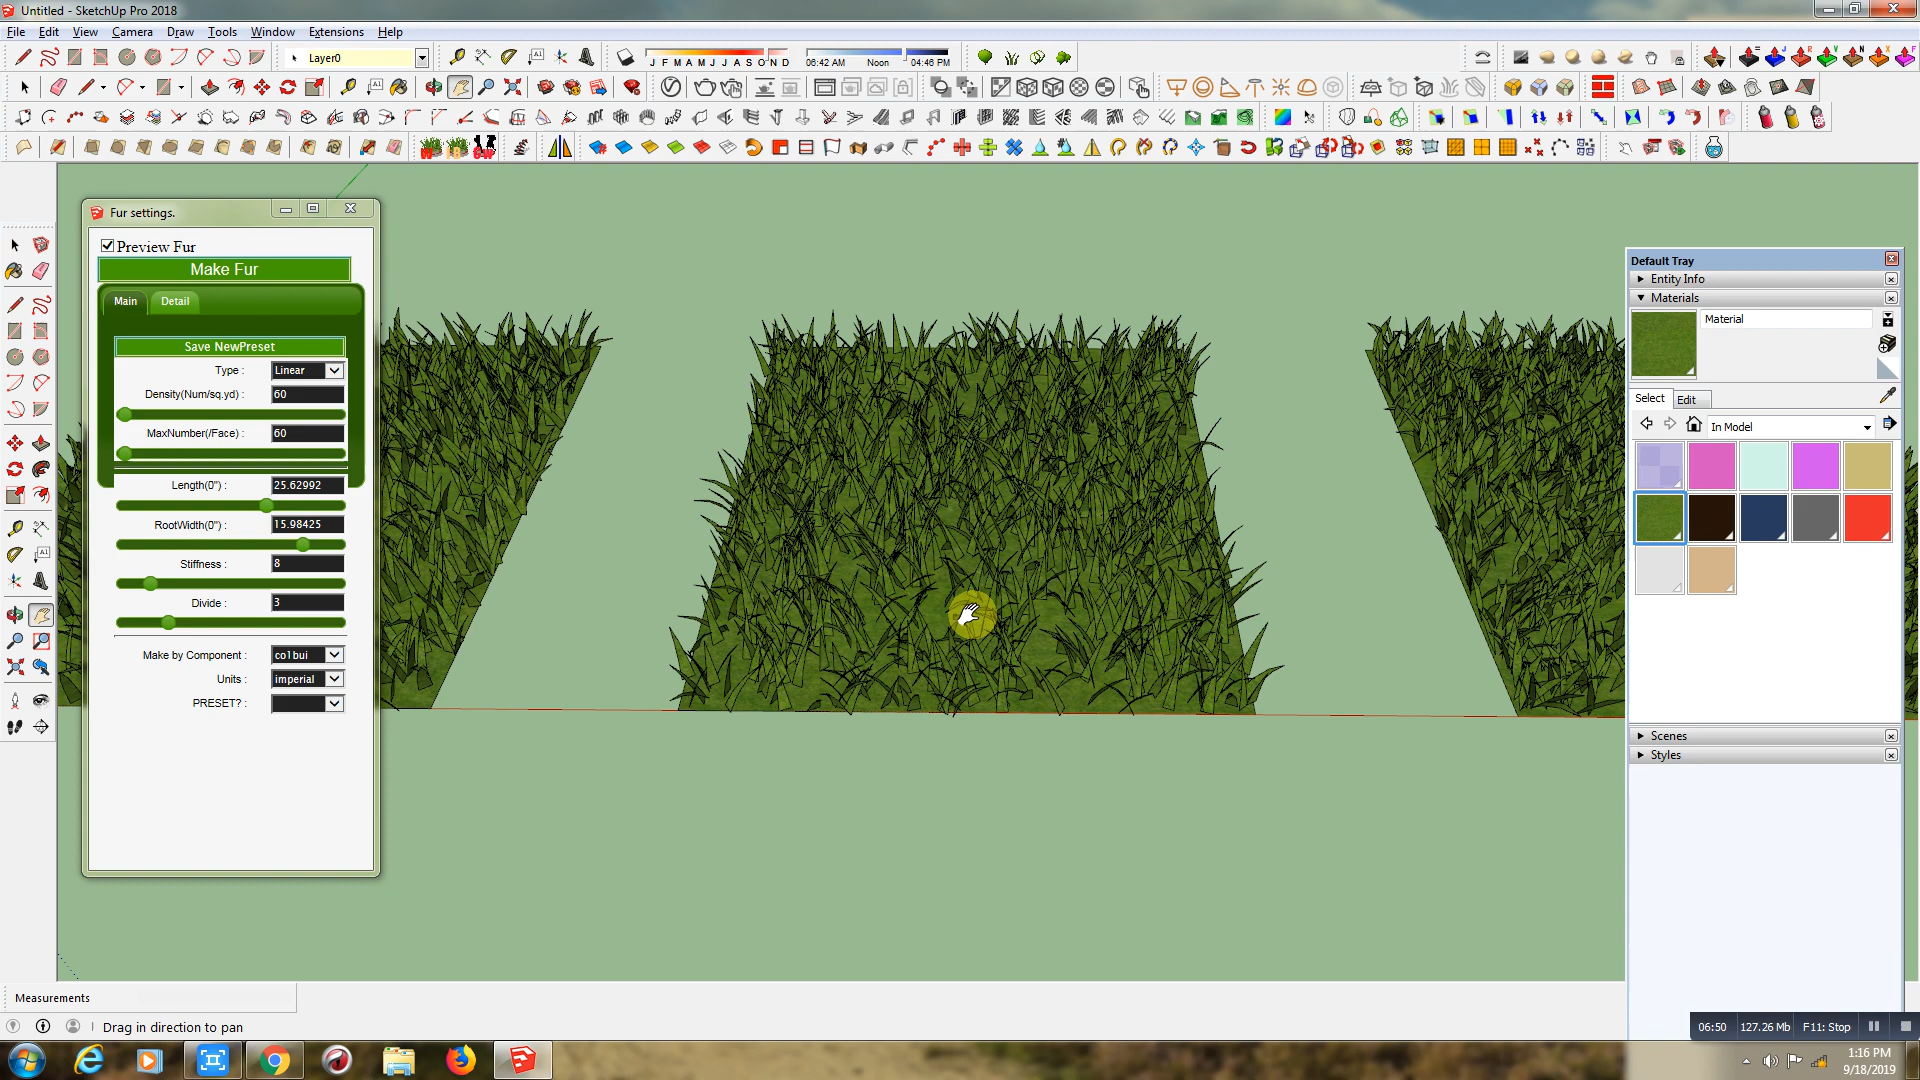 Untitled - SketchUp Pro 2018
File Edit View Camera Draw Tools Window Extensions Help
Layer0
J F M A M J J A S O N D
06:42 AM Noon 04:46 PM
Fur settings.
Preview Fur
Make Fur
Main Detail
Save NewPreset
Type : Linear
Density(Num/sq.yd) : 60
MaxNumber(/Face) : 60
Length(0") : 25.62992
RootWidth(0") : 15.98425
Stiffness : 8
Divide : 3
Make by Component : co1bui
Units : imperial
PRESET? :
Default Tray
Entity Info
Materials
Material
Select Edit
In Model
Scenes
Styles
Measurements
Drag in direction to pan
06:50 127.26 Mb F11: Stop
1:16 PM
9/18/2019